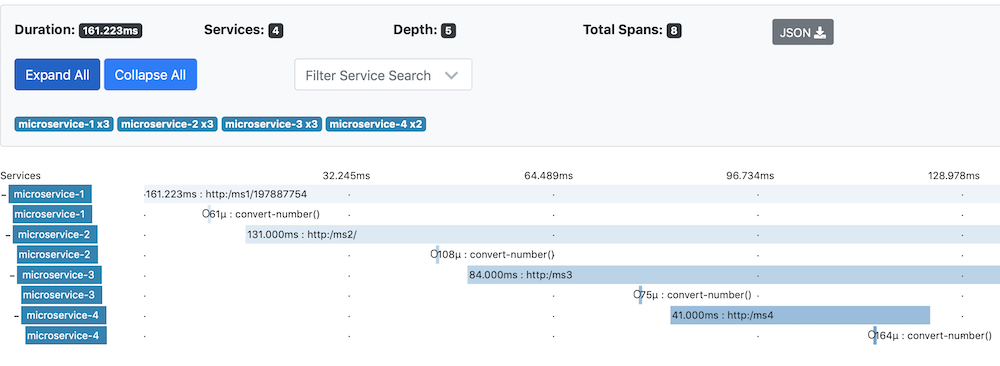 Duration: 161.223ms Services: 4 Depth: 5 Total Spans: 8 JSON
Expand All Collapse All Filter Service Search
microservice-1 x3 microservice-2 x3 microservice-3 x3 microservice-4 x2
Services 32.245ms 64.489ms 96.734ms 128.978ms
- microservice-1 161.223ms : http:/ms1/197887754
microservice-1 61μ : convert-number()
- microservice-2 131.000ms : http:/ms2/
microservice-2 108μ : convert-number()
- microservice-3 84.000ms : http:/ms3
microservice-3 75μ : convert-number()
- microservice-4 41.000ms : http:/ms4
microservice-4 164μ : convert-number()